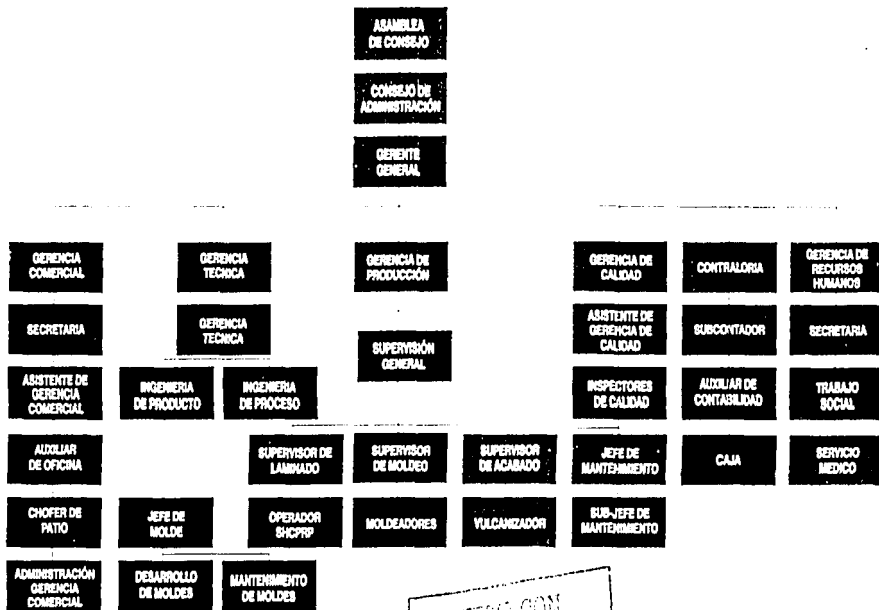 ASAMBLEA
DE CONSEJO
CONSEJO DE
ADMINISTRACIÓN
GERENTE
GENERAL
GERENCIA
COMERCIAL
GERENCIA
TECNICA
GERENCIA DE
PRODUCCIÓN
GERENCIA DE
CALIDAD
CONTRALORIA
GERENCIA DE
RECURSOS
HUMANOS
SECRETARIA
GERENCIA
TECNICA
SUPERVISIÓN
GENERAL
ASISTENTE DE
GERENCIA DE
CALIDAD
SUBCONTADOR
SECRETARIA
ASISTENTE DE
GERENCIA
COMERCIAL
INGENIERIA
DE PRODUCTO
INGENIERIA
DE PROCESO
INSPECTORES
DE CALIDAD
AUXILIAR DE
CONTABILIDAD
TRABAJO
SOCIAL
AUXILIAR
DE OFICINA
SUPERVISOR DE
LAMINADO
SUPERVISOR
DE MOLDEO
SUPERVISOR
DE ACABADO
JEFE DE
MANTENIMIENTO
CAJA
SERVICIO
MEDICO
CHOFER DE
PATIO
JEFE DE
MOLDE
OPERADOR
SHCPRP
MOLDEADORES
VULCANIZADOR
SUB-JEFE DE
MANTENIMIENTO
ADMINISTRACIÓN
GERENCIA
COMERCIAL
DESARROLLO
DE MOLDES
MANTENIMIENTO
DE MOLDES
CON